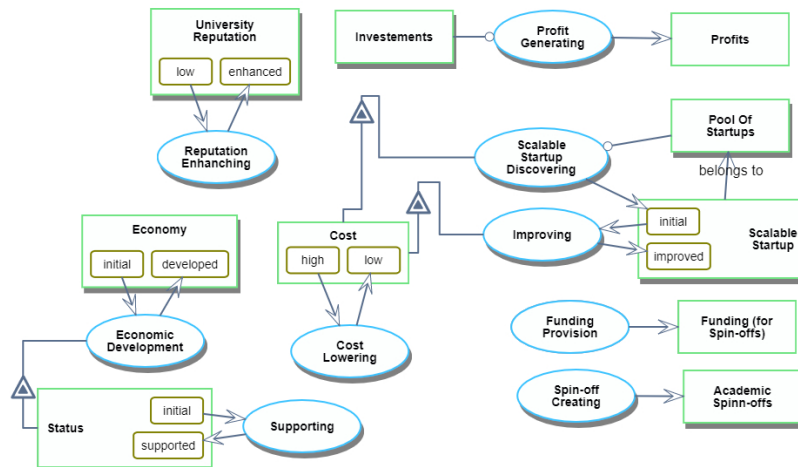 University
Reputation
low
enhanced
Reputation
Enhanching
Investements
Profit
Generating
Profits
Scalable
Startup
Discovering
Pool Of
Startups
belongs to
Improving
initial
improved
Scalable
Startup
Economy
initial
developed
Economic
Development
Cost
high
low
Cost
Lowering
Funding
Provision
Funding (for
Spin-offs)
Spin-off
Creating
Academic
Spinn-offs
Status
initial
supported
Supporting